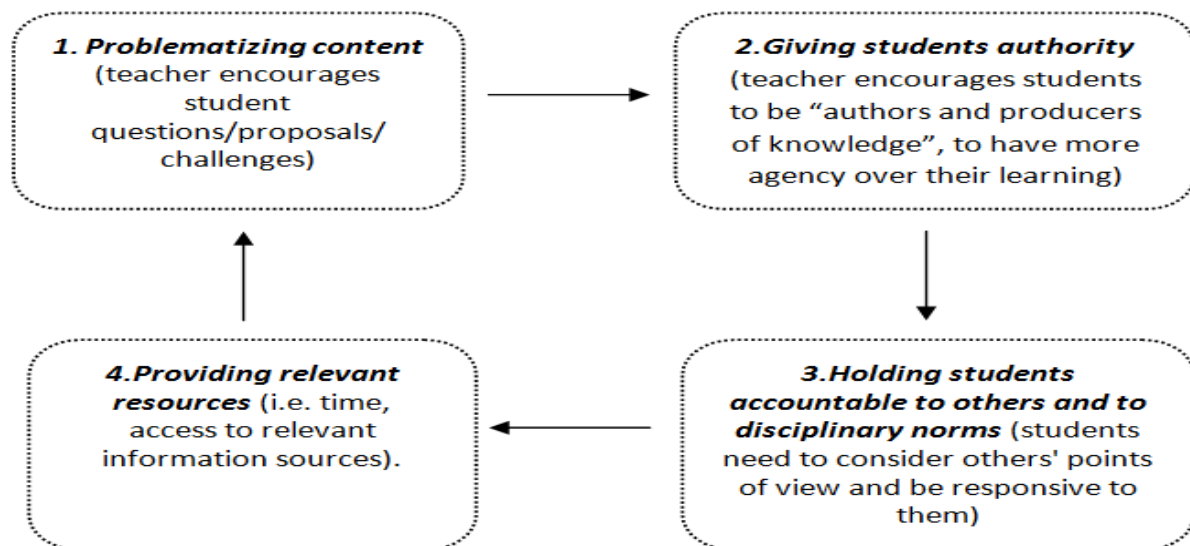 1. Problematizing content
(teacher encourages
student
questions/proposals/
challenges)
2.Giving students authority
(teacher encourages students
to be “authors and producers
of knowledge”, to have more
agency over their learning)
3.Holding students
accountable to others and to
disciplinary norms (students
need to consider others' points
of view and be responsive to
them)
4.Providing relevant
resources (i.e. time,
access to relevant
information sources).